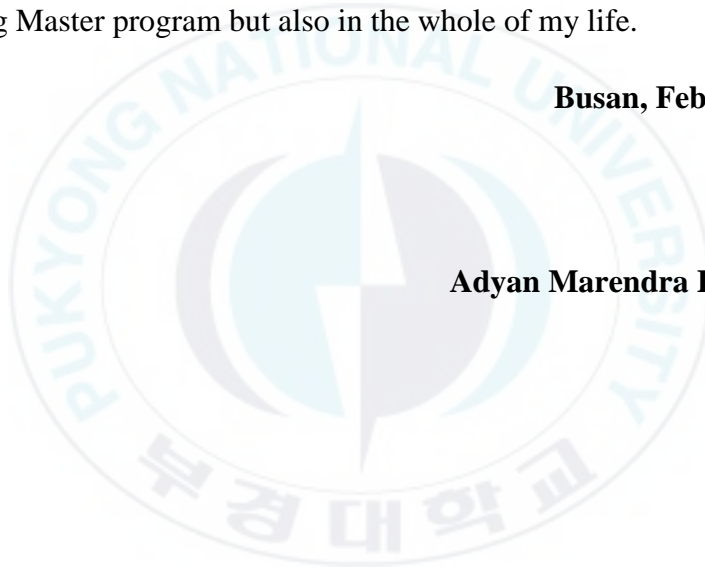 g Master program but also in the whole of my life.
Busan, Feb
Adyan Marendra
PUKYONG NATIONAL UNIVERSITY
부경대학교